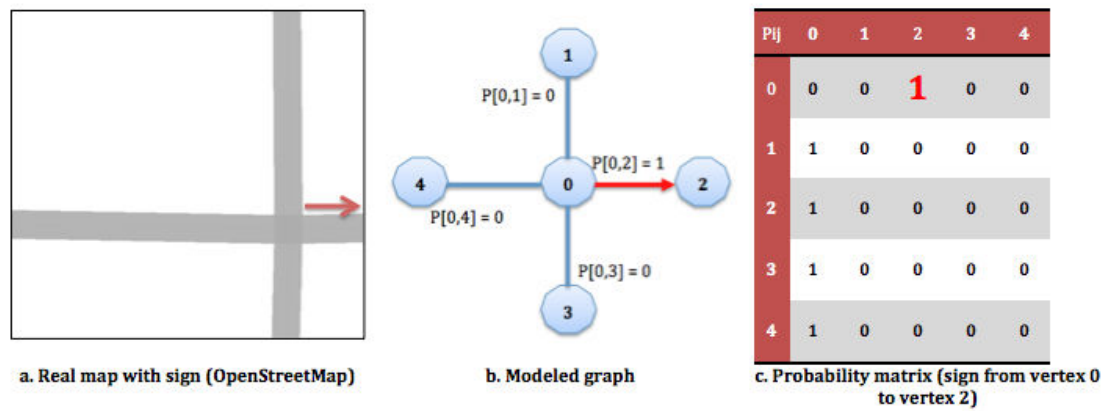 1
P[0,1] = 0
P[0,2] = 1
4
0
2
P[0,4] = 0
P[0,3] = 0
3
Pij 0 1 2 3 4
0 0 0 1 0 0
1 1 0 0 0 0
2 1 0 0 0 0
3 1 0 0 0 0
4 1 0 0 0 0
a. Real map with sign (OpenStreetMap)
b. Modeled graph
c. Probability matrix (sign from vertex 0
to vertex 2)